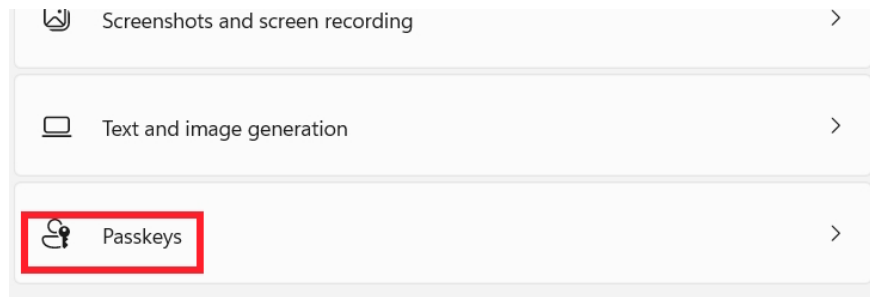 Screenshots and screen recording
Text and image generation
Passkeys